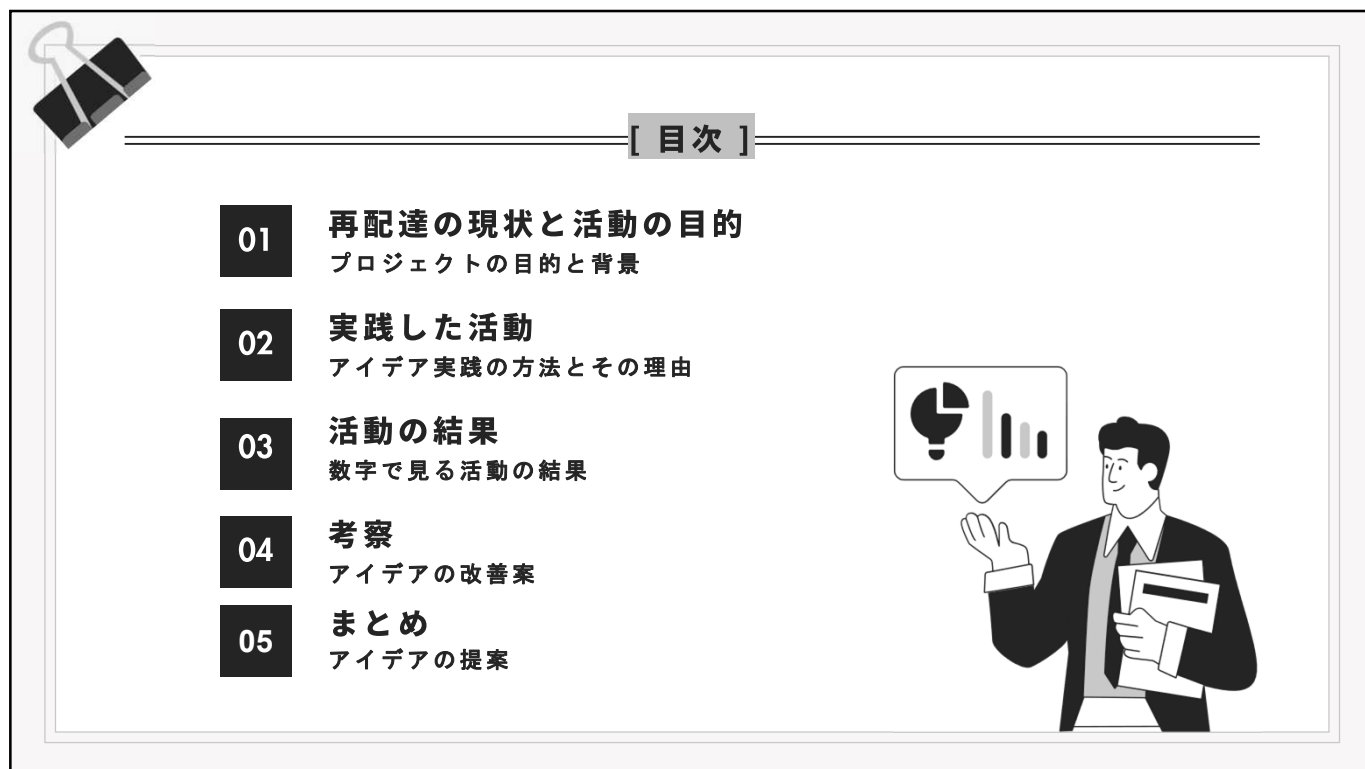 [ 目次 ]
01
再配達の現状と活動の目的
プロジェクトの目的と背景
02
実践した活動
アイデア実践の方法とその理由
03
活動の結果
数字で見る活動の結果
04
考察
アイデアの改善案
05
まとめ
アイデアの提案